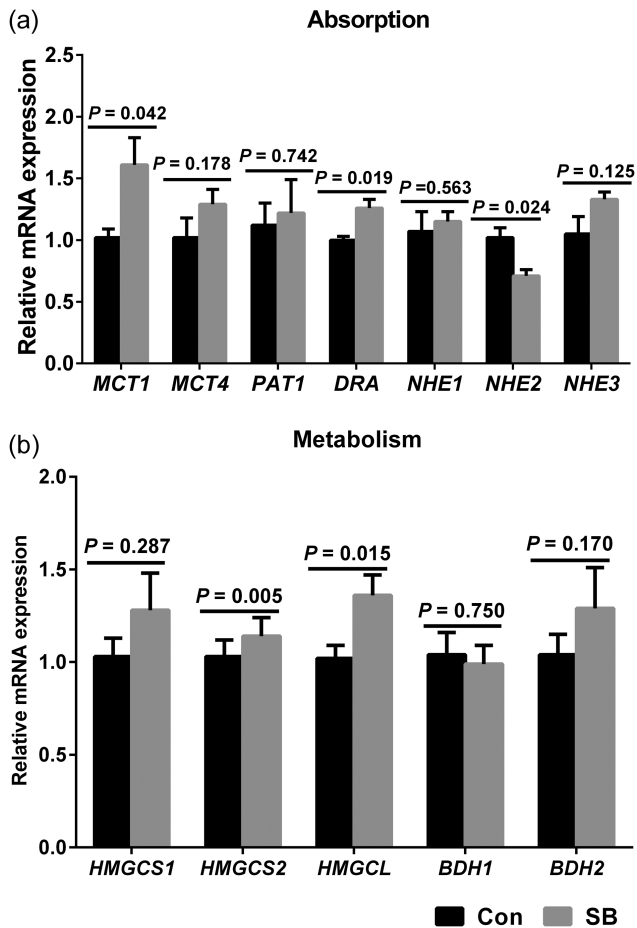 (a)
Absorption
Relative mRNA expression
2.5
2.0
1.5
1.0
0.5
0.0
P = 0.042
P = 0.178
P = 0.742
P = 0.019
P =0.563
P = 0.024
P = 0.125
MCT1 MCT4 PAT1 DRA NHE1 NHE2 NHE3
(b)
Metabolism
Relative mRNA expression
2.0
1.5
1.0
0.5
0.0
P = 0.287
P = 0.005
P = 0.015
P = 0.750
P = 0.170
HMGCS1 HMGCS2 HMGCL BDH1 BDH2
Con SB